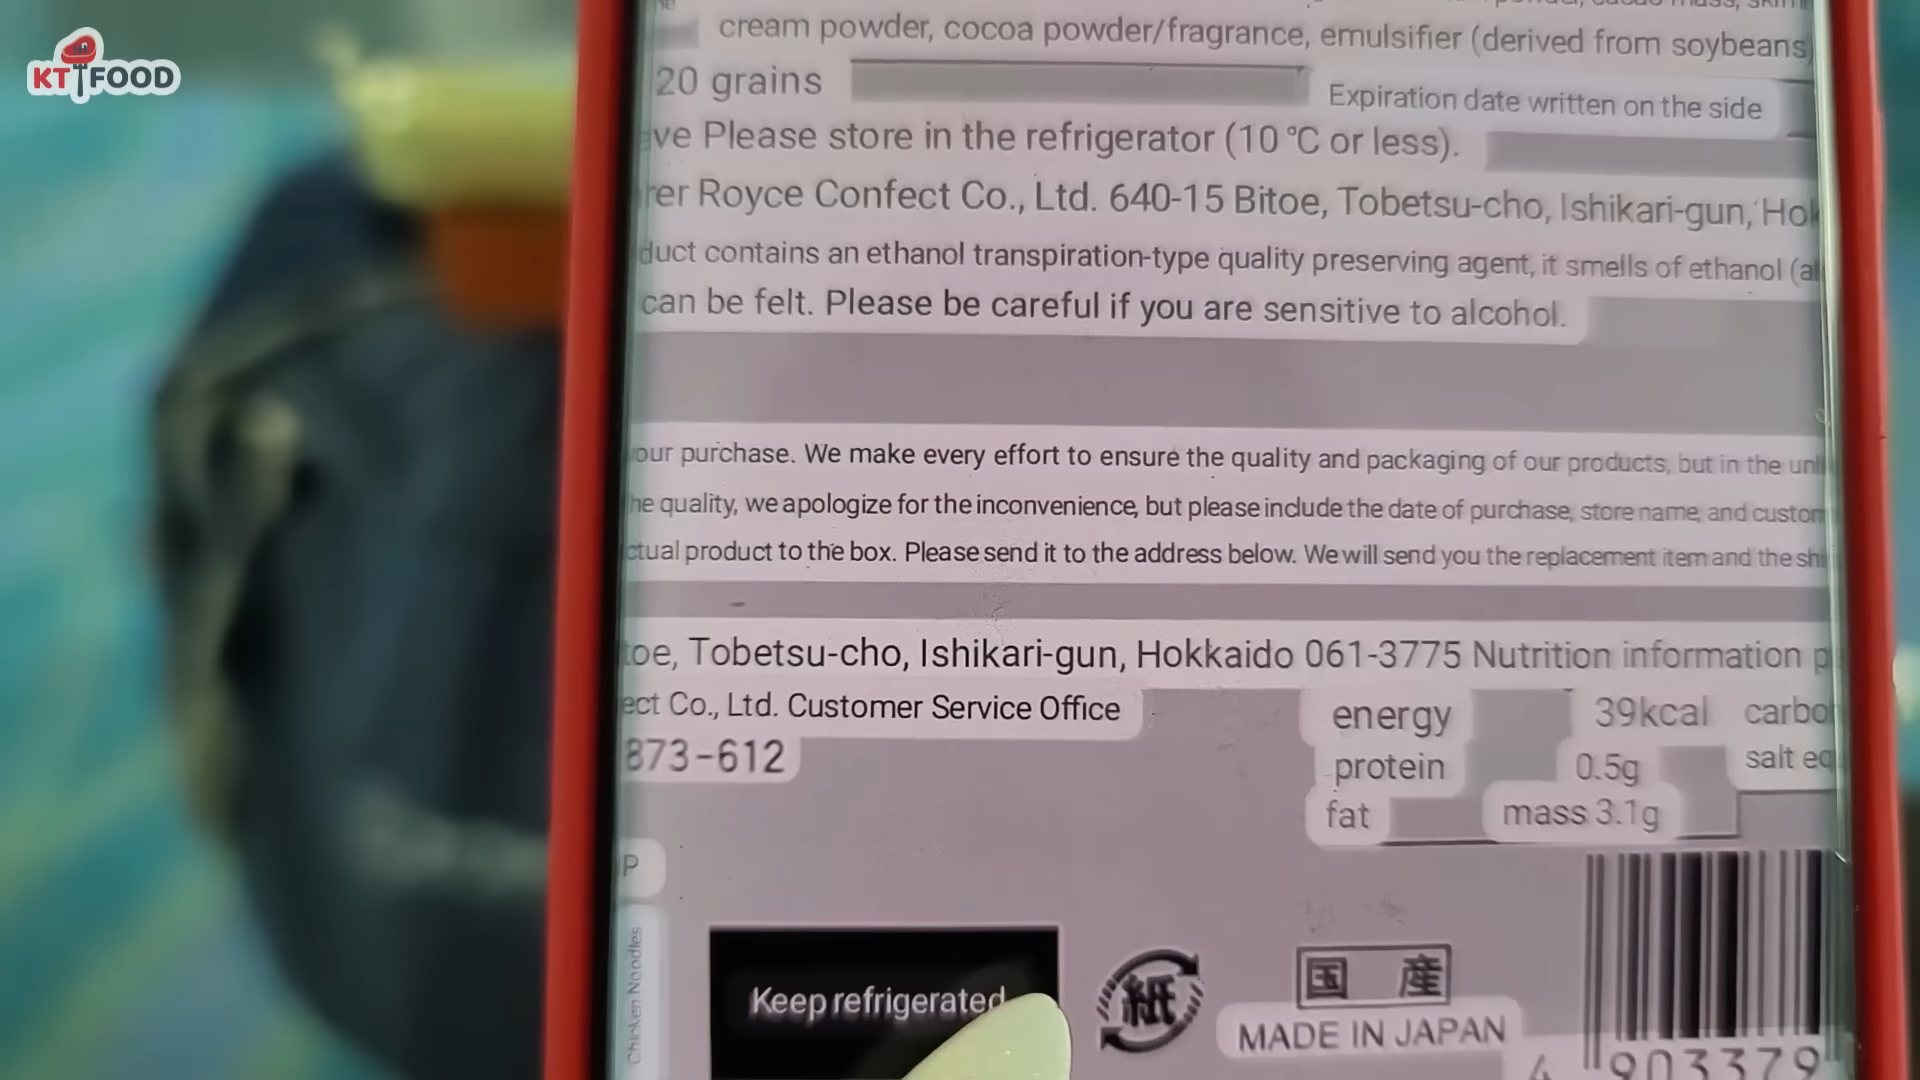 KT FOOD
cream powder, cocoa powder/fragrance, emulsifier (derived from soybeans)
20 grains
Expiration date written on the side
ve Please store in the refrigerator (10 °C or less).
rer Royce Confect Co., Ltd. 640-15 Bitoe, Tobetsu-cho, Ishikari-gun, Hok
duct contains an ethanol transpiration-type quality preserving agent, it smells of ethanol (al
can be felt. Please be careful if you are sensitive to alcohol.
our purchase. We make every effort to ensure the quality and packaging of our products, but in the unl
he quality, we apologize for the inconvenience, but please include the date of purchase, store name, and custom
ctual product to the box. Please send it to the address below. We will send you the replacement item and the shi
toe, Tobetsu-cho, Ishikari-gun, Hokkaido 061-3775 Nutrition information p
ect Co., Ltd. Customer Service Office
energy 39kcal carbo
873-612
protein 0.5g salt eq
fat mass 3.1g
P
Chicken Noodles
Keep refrigerated
紙
国産
MADE IN JAPAN
4 903379